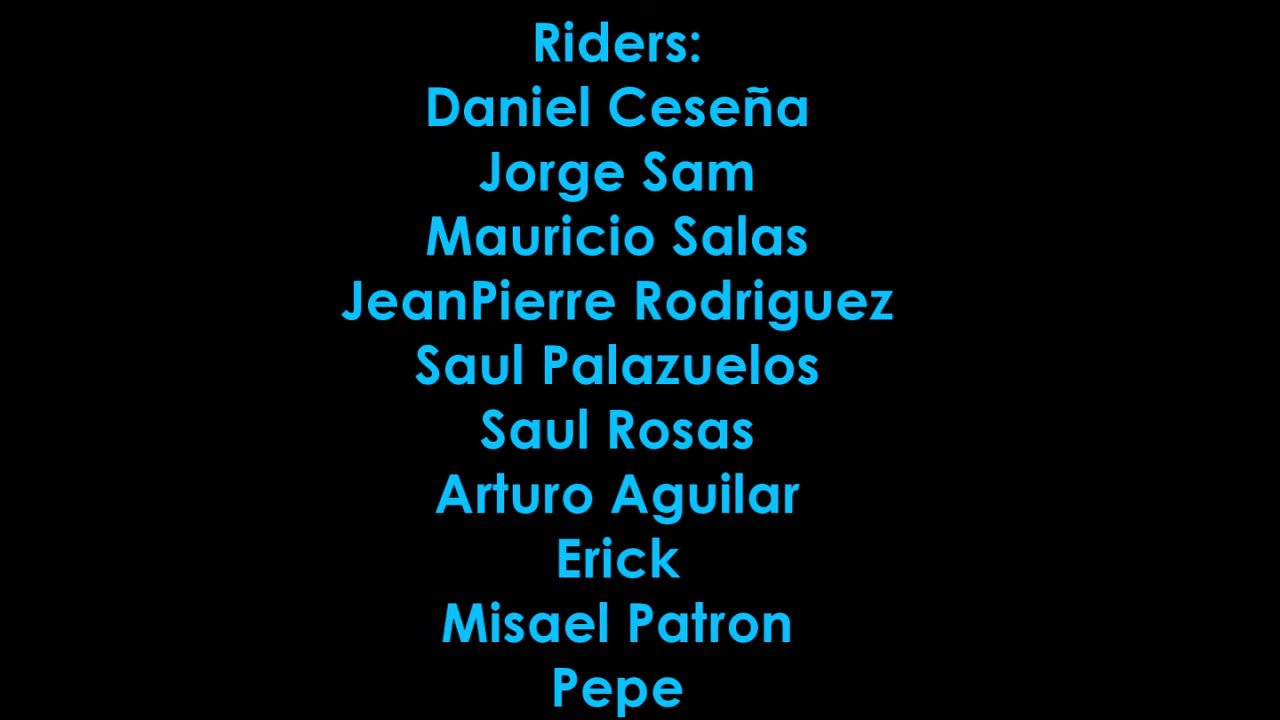 Riders:
Daniel Ceseña
Jorge Sam
Mauricio Salas
JeanPierre Rodriguez
Saul Palazuelos
Saul Rosas
Arturo Aguilar
Erick
Misael Patron
Pepe